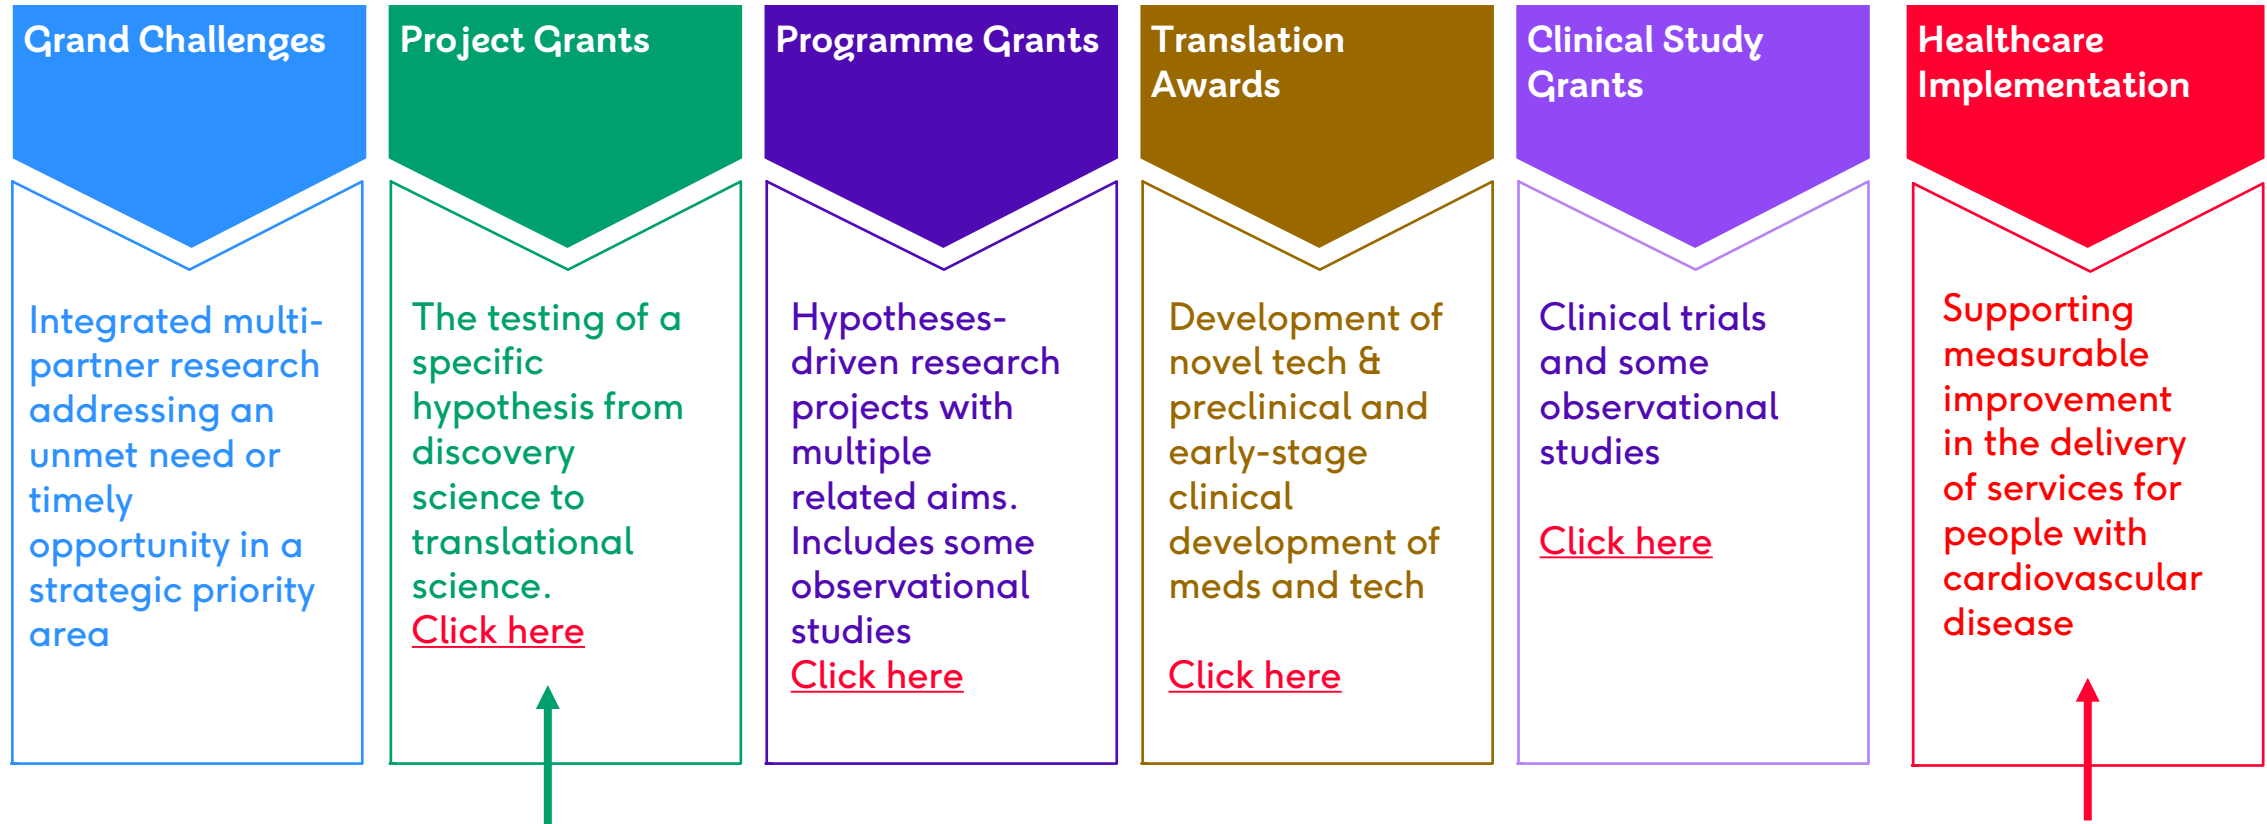 Grand Challenges
Integrated multi-
partner research
addressing an
unmet need or
timely
opportunity in a
strategic priority
area
Project Grants
The testing of a
specific
hypothesis from
discovery
science to
translational
science.
Click here
Programme Grants
Hypotheses-
driven research
projects with
multiple
related aims.
Includes some
observational
studies
Click here
Translation
Awards
Development of
novel tech &
preclinical and
early-stage
clinical
development of
meds and tech
Click here
Clinical Study
Grants
Clinical trials
and some
observational
studies
Click here
Healthcare
Implementation
Supporting
measurable
improvement
in the delivery
of services for
people with
cardiovascular
disease